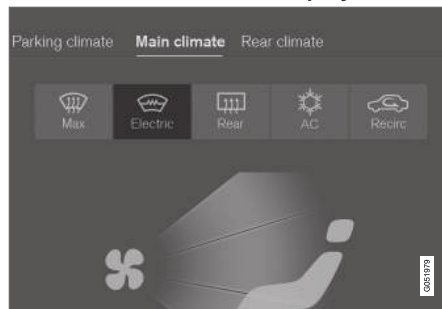 Parking climate Main climate Rear climate
Max Electric Rear AC Recirc
G051979